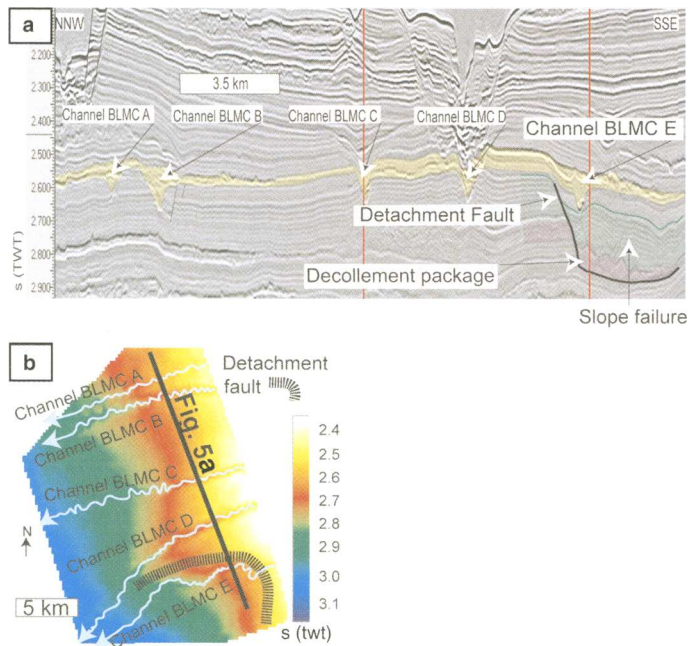 a
NNW
SSE
2.200
2.300
2.400
2.500
2.600
2.700
2.800
2.900
s (TWT)
3.5 km
Channel BLMC A
Channel BLMC B
Channel BLMC C
Channel BLMC D
Channel BLMC E
Detachment Fault
Decollement package
Slope failure
b
Detachment
fault
Channel BLMC A
Channel BLMC B
Channel BLMC C
Channel BLMC D
Channel BLMC E
Fig. 5a
N
5 km
2.4
2.5
2.6
2.7
2.8
2.9
3.0
3.1
s (twt)